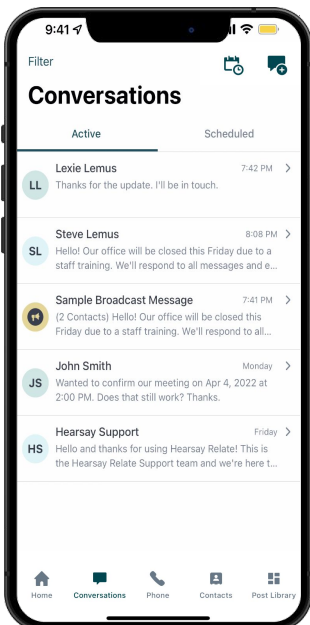 9:41
Filter
Conversations
Active Scheduled
Lexie Lemus 7:42 PM
LL
Thanks for the update. I'll be in touch.
Steve Lemus 8:08 PM
SL
Hello! Our office will be closed this Friday due to a
staff training. We'll respond to all messages and e...
Sample Broadcast Message 7:41 PM
(2 Contacts) Hello! Our office will be closed this
Friday due to a staff training. We'll respond to all...
John Smith Monday
JS
Wanted to confirm our meeting on Apr 4, 2022 at
2:00 PM. Does that still work? Thanks.
Hearsay Support Friday
HS
Hello and thanks for using Hearsay Relate! This is
the Hearsay Relate Support team and we're here t...
Home Conversations Phone Contacts Post Library